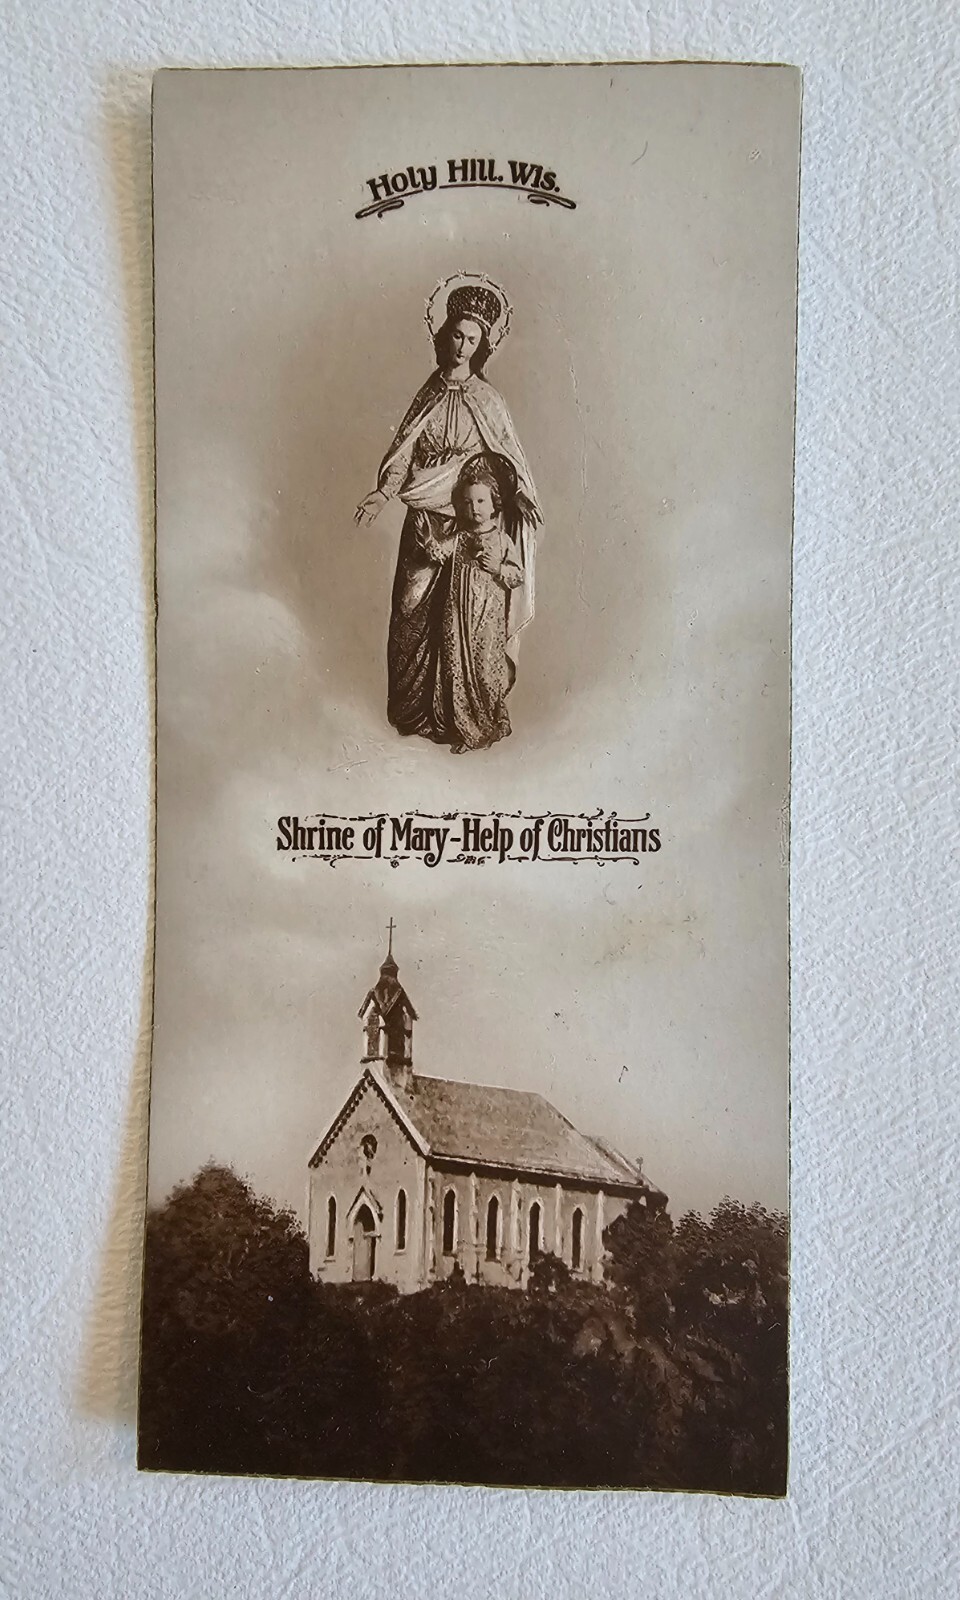 Holy Hill. Wis.
Shrine of Mary-Help of Christians